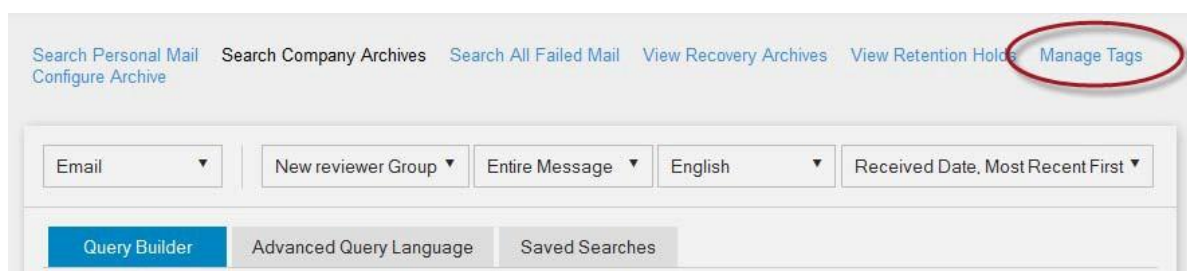 Search Personal Mail Search Company Archives Search All Failed Mail View Recovery Archives View Retention Holds Manage Tags
Configure Archive
Email New reviewer Group Entire Message English Received Date, Most Recent First
Query Builder Advanced Query Language Saved Searches